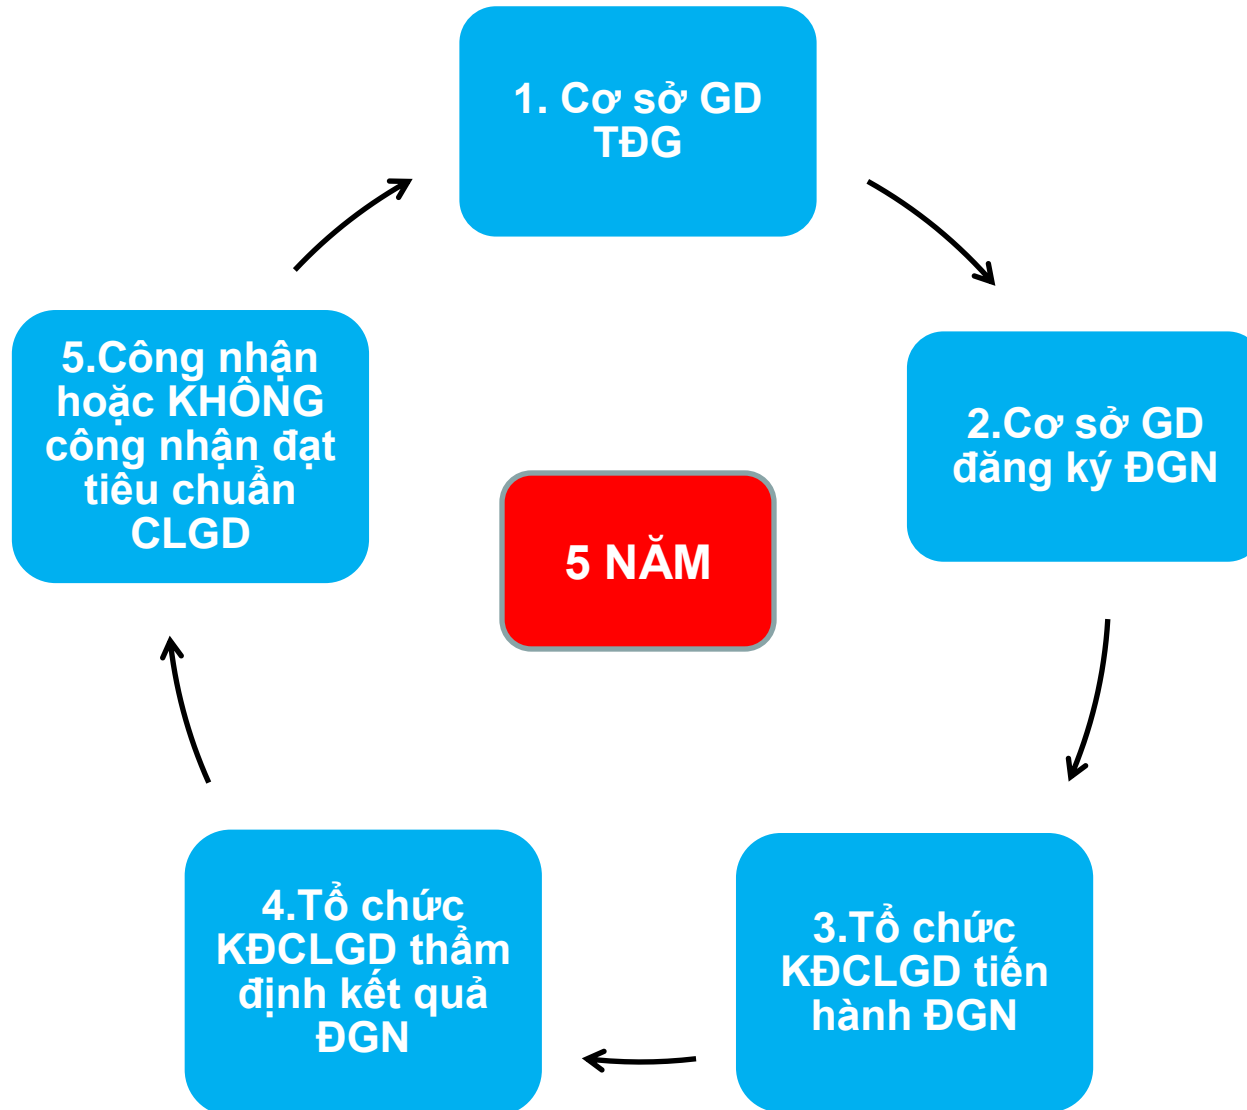 1. Cơ sở GD
TĐG
2.Cơ sở GD
đăng ký ĐGN
3.Tổ chức
KĐCLGD tiến
hành ĐGN
4.Tổ chức
KĐCLGD thẩm
định kết quả
ĐGN
5.Công nhận
hoặc KHÔNG
công nhận đạt
tiêu chuẩn
CLGD
5 NĂM